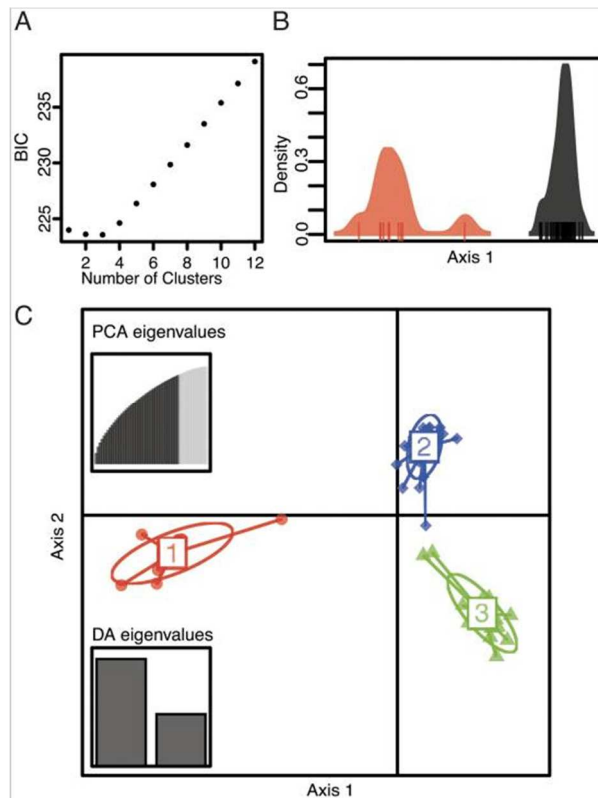 A
BIC
235
230
225
2 4 6 8 10 12
Number of Clusters
B
Density
0.6
0.3
0.0
Axis 1
C
PCA eigenvalues
2
1
3
Axis 2
DA eigenvalues
Axis 1